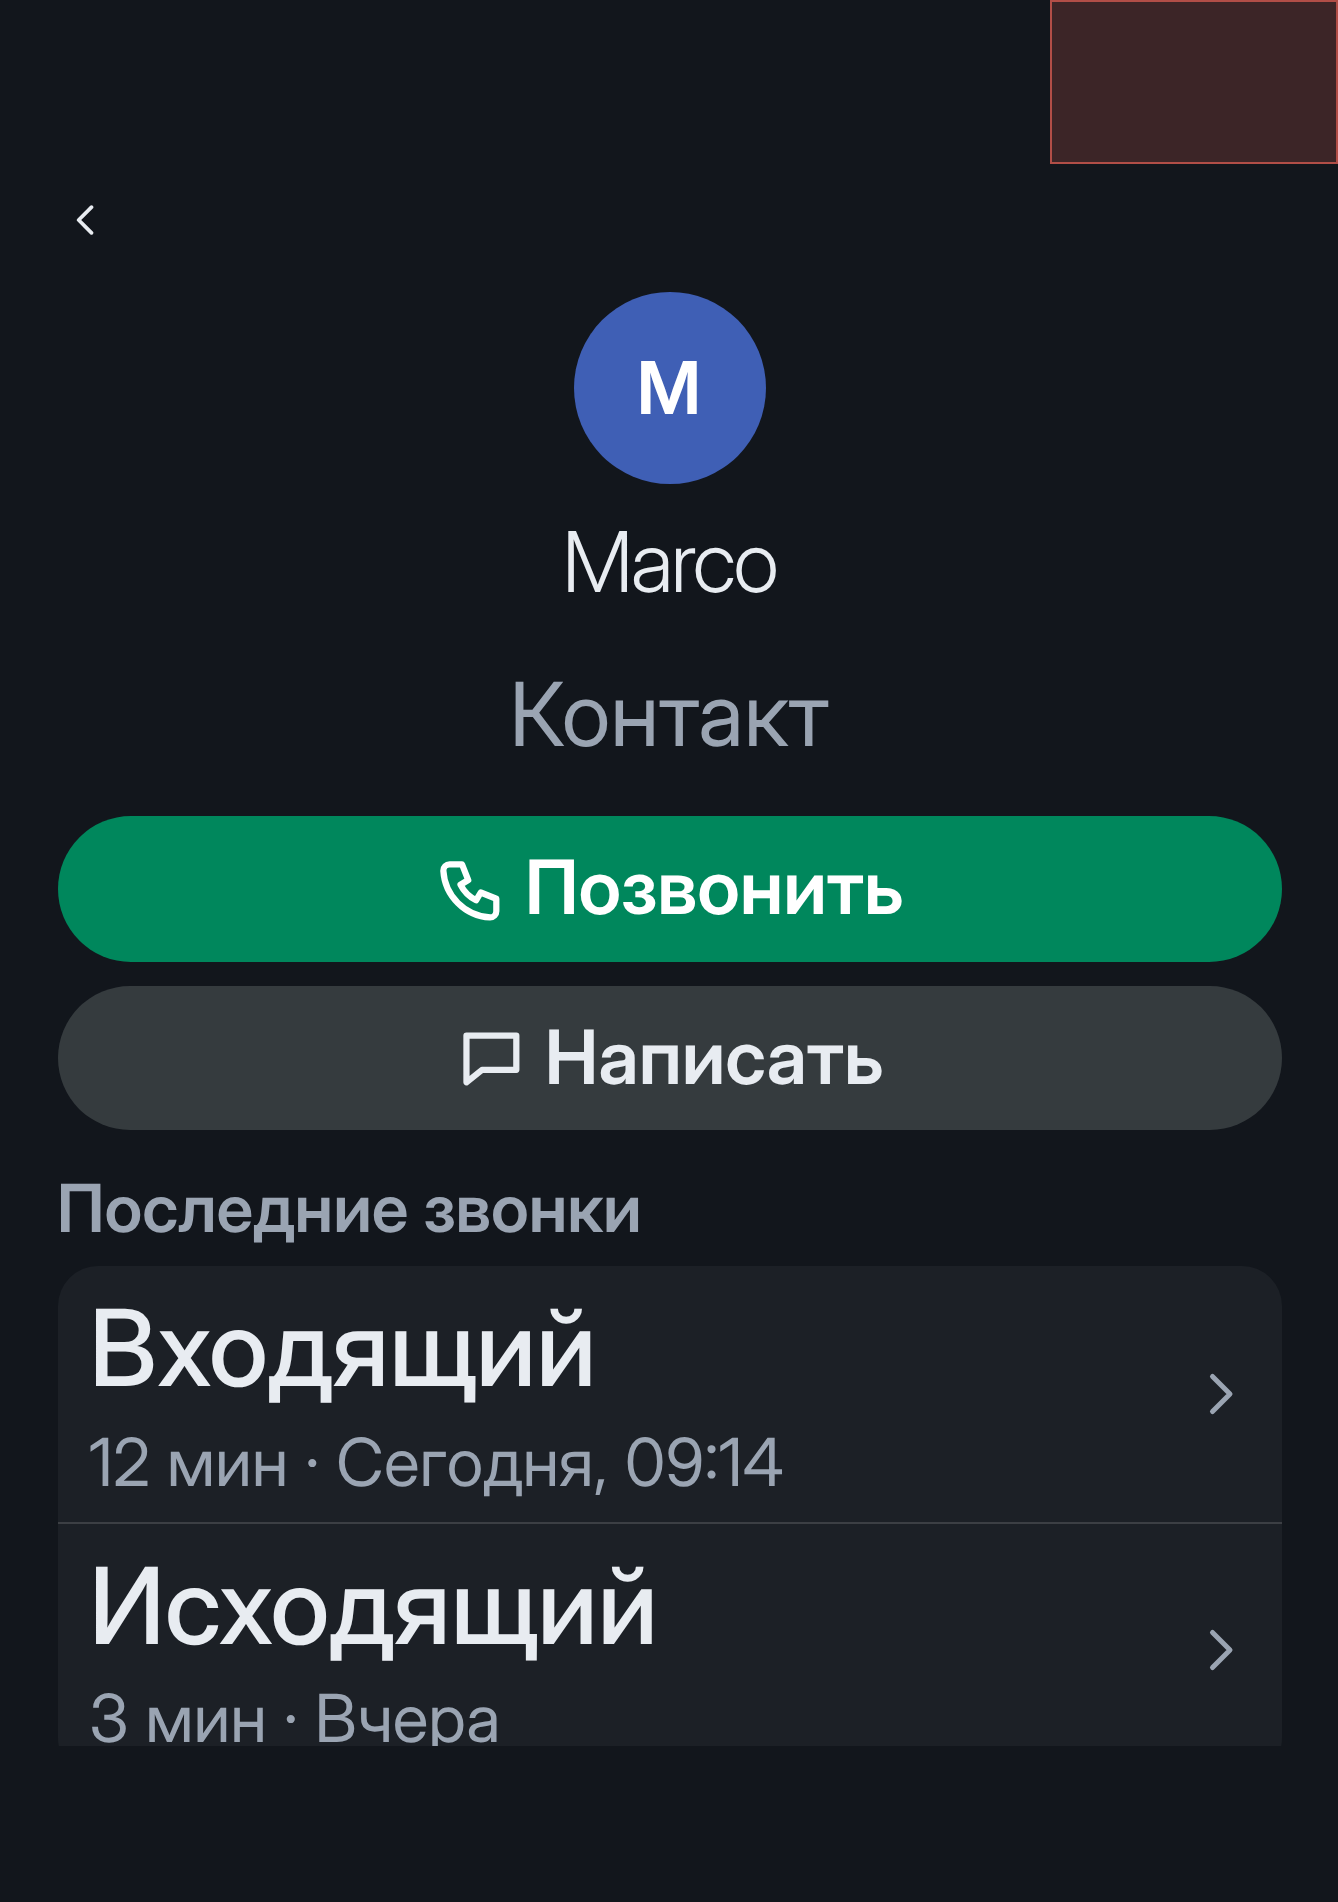 M
Marco
Контакт
Позвонить
Написать
Последние звонки
Входящий
12 мин · Сегодня, 09:14
Исходящий
3 мин · Вчера